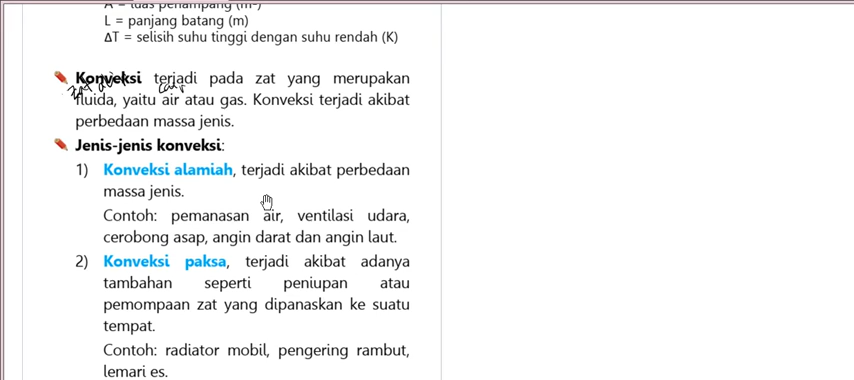 A = luas penampang (m²)
L = panjang batang (m)
ΔT = selisih suhu tinggi dengan suhu rendah (K)
Konveksi terjadi pada zat yang merupakan
zat alir cair
fluida, yaitu air atau gas. Konveksi terjadi akibat
perbedaan massa jenis.
Jenis-jenis konveksi:
1) Konveksi alamiah, terjadi akibat perbedaan
massa jenis.
Contoh: pemanasan air, ventilasi udara,
cerobong asap, angin darat dan angin laut.
2) Konveksi paksa, terjadi akibat adanya
tambahan seperti peniupan atau
pemompaan zat yang dipanaskan ke suatu
tempat.
Contoh: radiator mobil, pengering rambut,
lemari es.